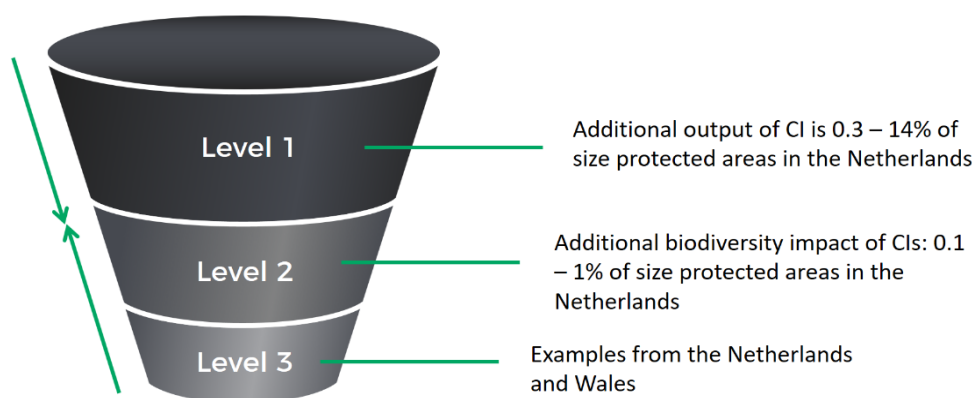 Level 1
Additional output of CI is 0.3 – 14% of
size protected areas in the Netherlands
Level 2
Additional biodiversity impact of CIs: 0.1
– 1% of size protected areas in the
Netherlands
Level 3
Examples from the Netherlands
and Wales